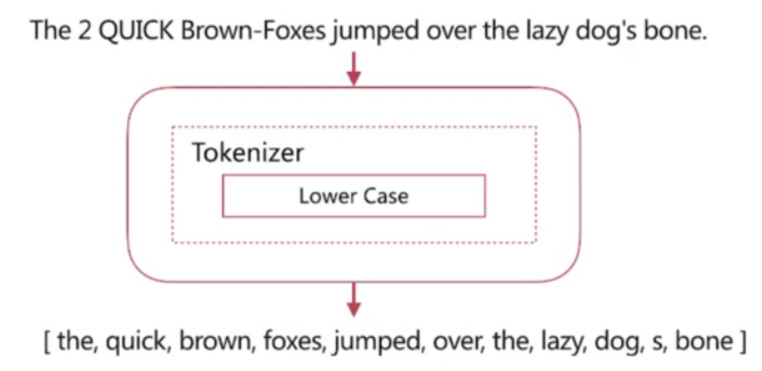 The 2 QUICK Brown-Foxes jumped over the lazy dog's bone.
Tokenizer
Lower Case
[ the, quick, brown, foxes, jumped, over, the, lazy, dog, s, bone ]